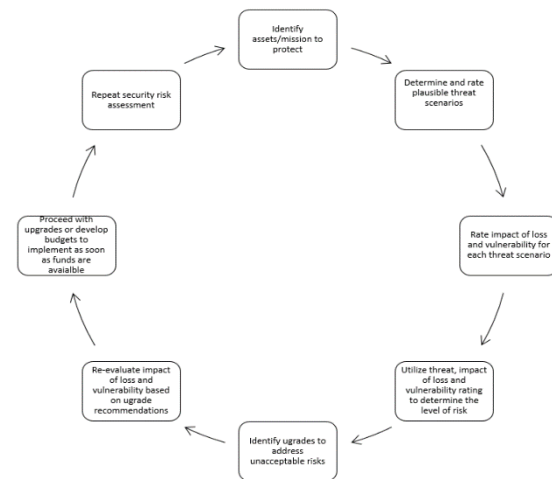 Identify
assets/mission to
protect
Determine and rate
plausible threat
scenarios
Rate impact of loss
and vulnerability for
each threat scenario
Utilize threat, impact
of loss and
vulnerability rating
to determine the
level of risk
Identify ugrades to
address
unacceptable risks
Re-evaluate impact
of loss and
vulnerability based
on ugrade
recommendations
Proceed with
upgrades or develop
budgets to
implement as soon
as funds are
avaialble
Repeat security risk
assessment